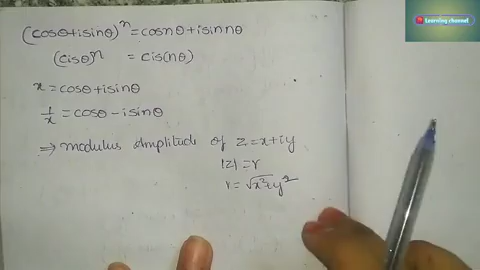 (cosθ+isinθ)ⁿ=cosnθ+isinnθ
(cisθ)ⁿ = cis(nθ)
x=cosθ+isinθ
1/x=cosθ-isinθ
⇒ modulus Amplitude of z=x+iy
|z|=r
r=√x²+y²
Learning channel